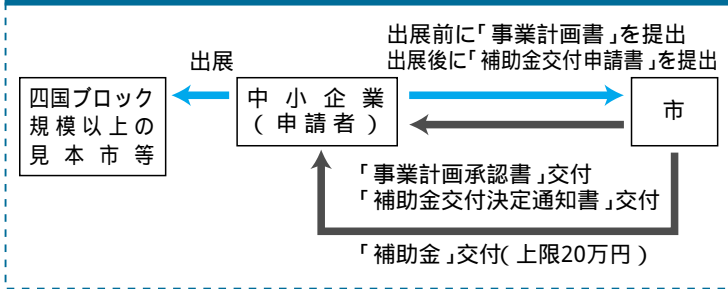 出展前に「事業計画書」を提出
出展後に「補助金交付申請書」を提出
出展
四国ブロック
規模以上の
見本市等
中小企業
(申請者)
市
「事業計画承認書」交付
「補助金交付決定通知書」交付
「補助金」交付(上限20万円)